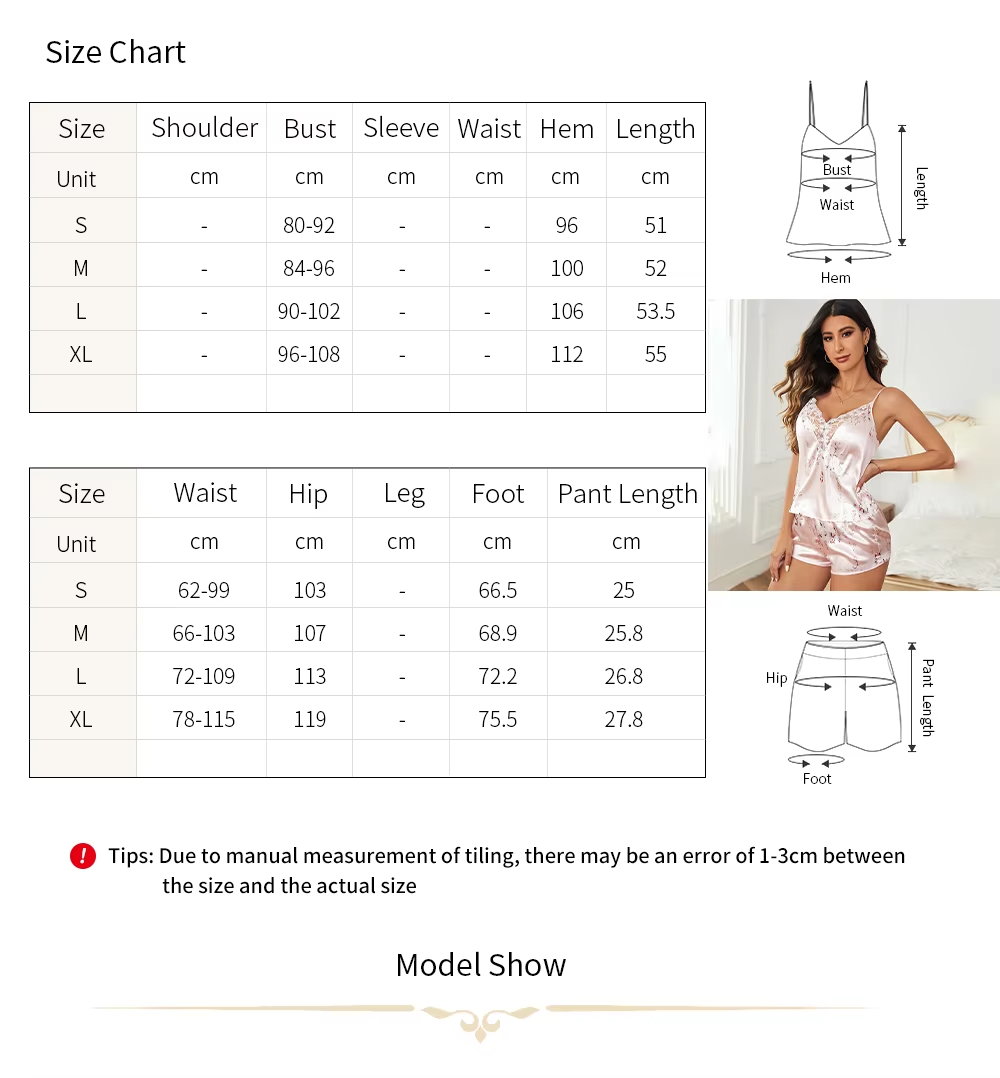 Size Chart
Size Shoulder Bust Sleeve Waist Hem Length
Unit cm cm cm cm cm cm
S - 80-92 - - 96 51
M - 84-96 - - 100 52
L - 90-102 - - 106 53.5
XL - 96-108 - - 112 55
Bust
Waist
Length
Hem
Size Waist Hip Leg Foot Pant Length
Unit cm cm cm cm cm
S 62-99 103 - 66.5 25
M 66-103 107 - 68.9 25.8
L 72-109 113 - 72.2 26.8
XL 78-115 119 - 75.5 27.8
Waist
Hip
Pant Length
Foot
! Tips: Due to manual measurement of tiling, there may be an error of 1-3cm between
the size and the actual size
Model Show